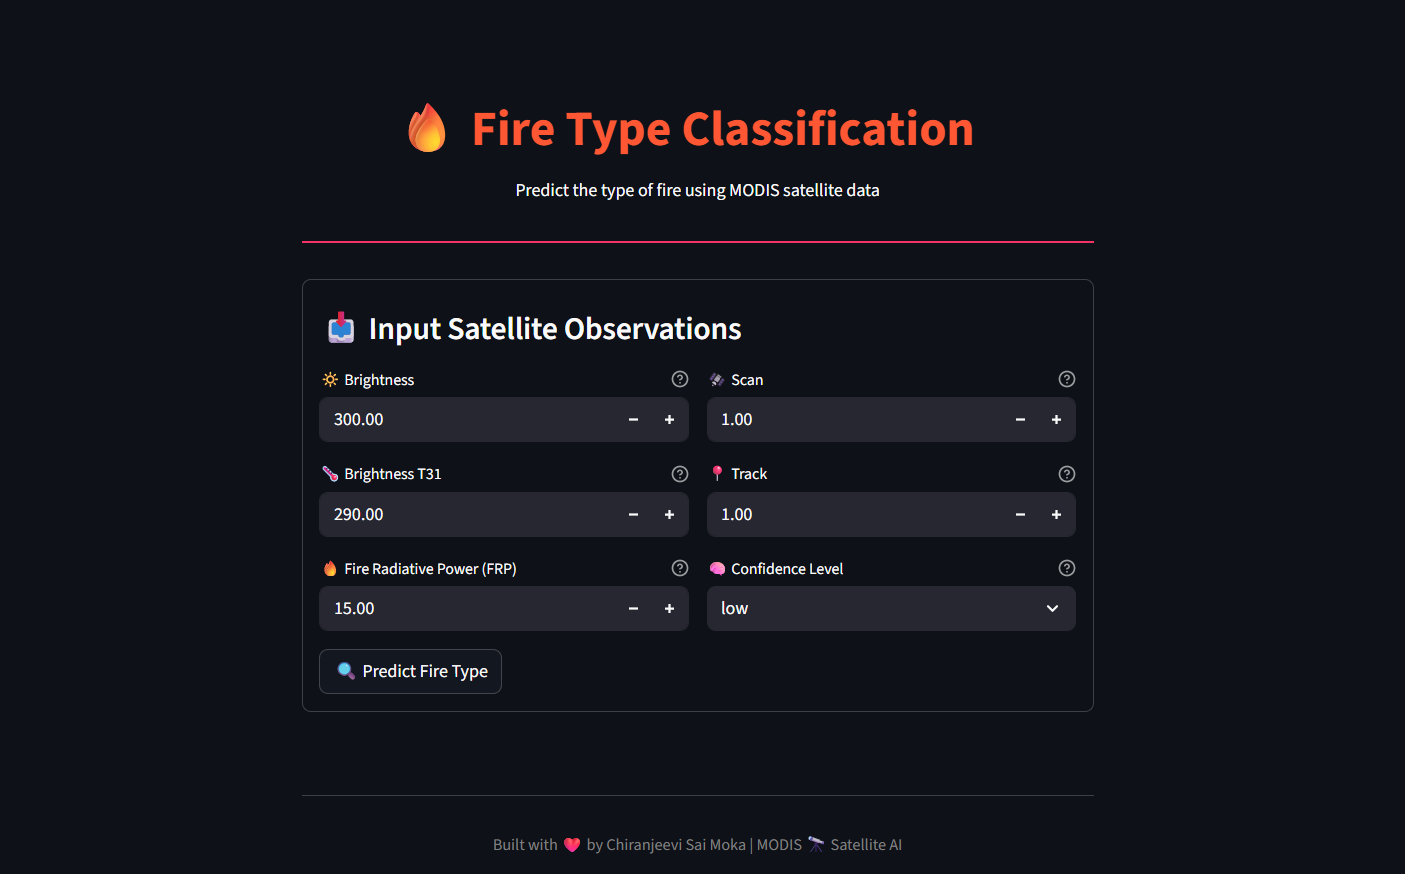 🔥 Fire Type Classification
Predict the type of fire using MODIS satellite data
📥 Input Satellite Observations
🔆 Brightness
300.00
🛰️ Scan
1.00
🌡️ Brightness T31
290.00
📍 Track
1.00
🔥 Fire Radiative Power (FRP)
15.00
🧠 Confidence Level
low
🔍 Predict Fire Type
Built with ❤️ by Chiranjeevi Sai Moka | MODIS 🔭 Satellite AI